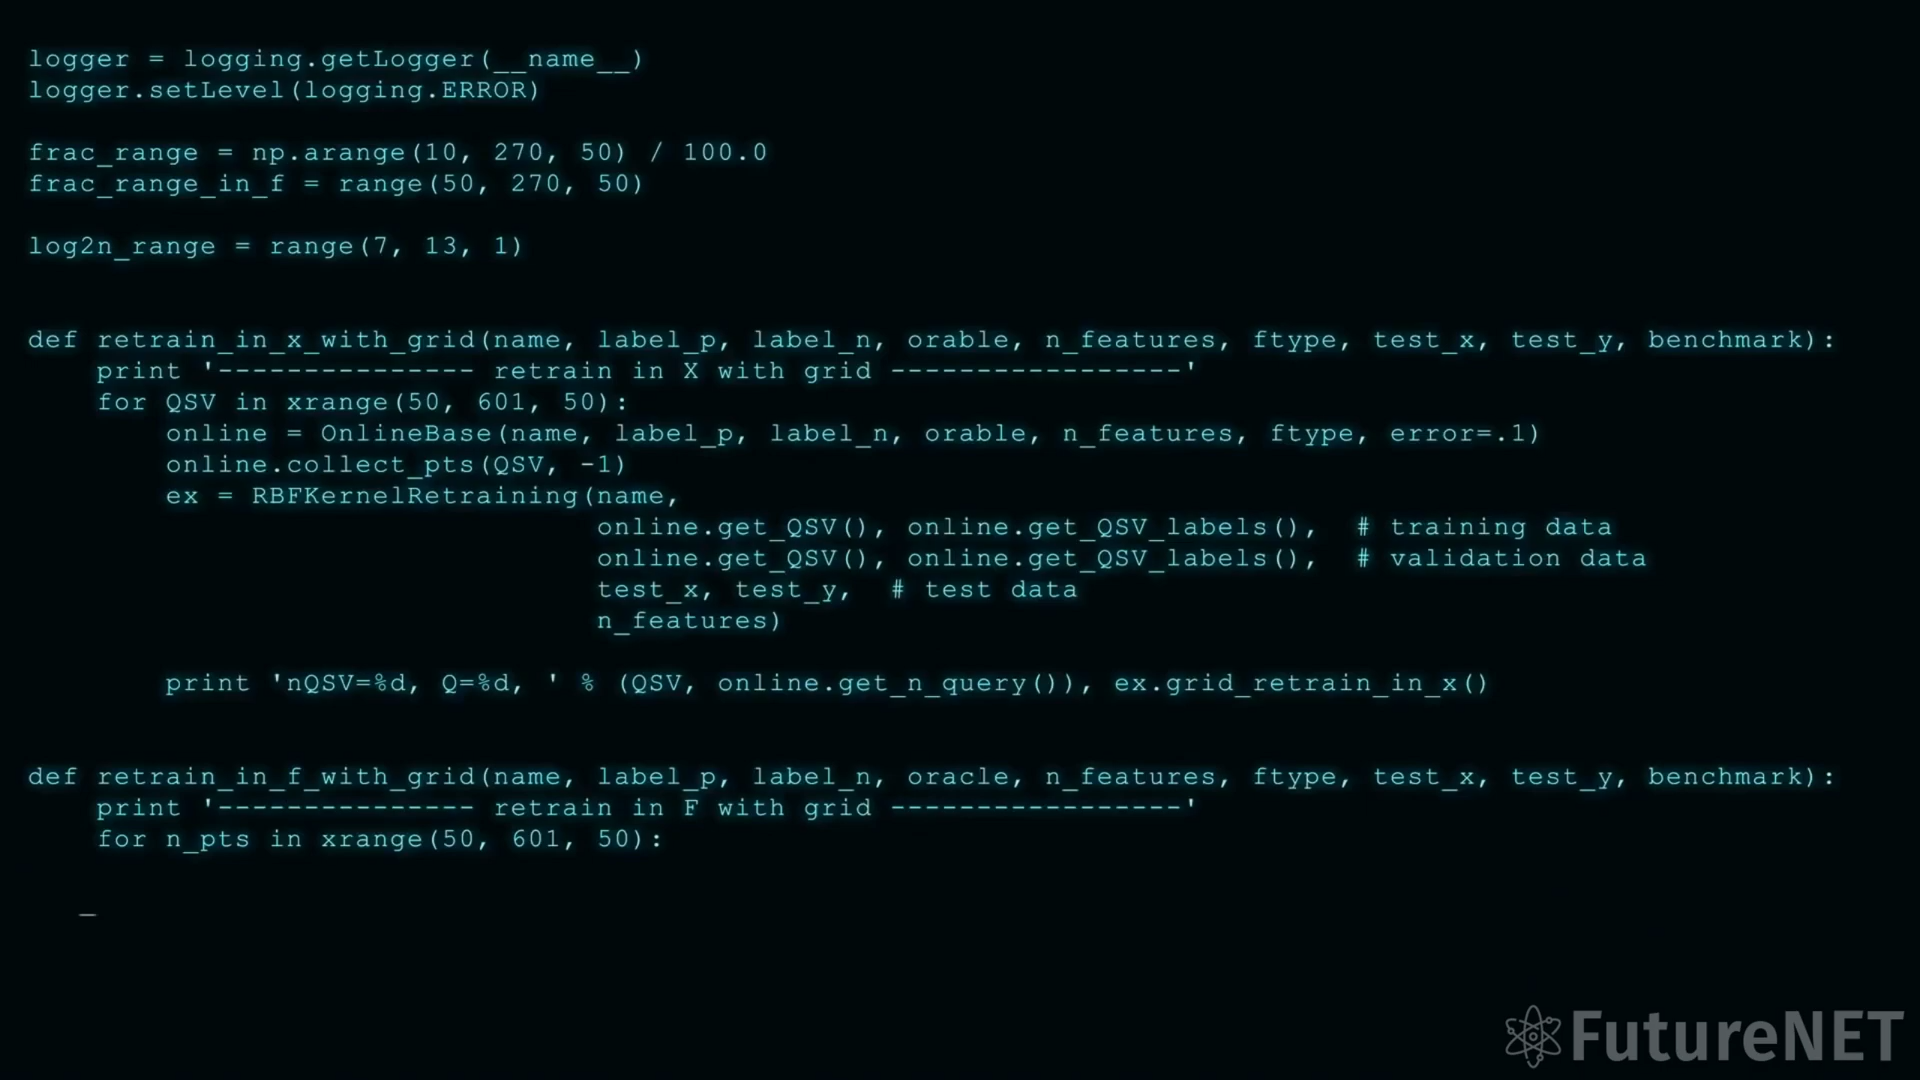 logger = logging.getLogger(__name__)
logger.setLevel(logging.ERROR)
frac_range = np.arange(10, 270, 50) / 100.0
frac_range_in_f = range(50, 270, 50)
log2n_range = range(7, 13, 1)
def retrain_in_x_with_grid(name, label_p, label_n, orable, n_features, ftype, test_x, test_y, benchmark):
    print '--------------- retrain in X with grid -----------------'
    for QSV in xrange(50, 601, 50):
        online = OnlineBase(name, label_p, label_n, orable, n_features, ftype, error=.1)
        online.collect_pts(QSV, -1)
        ex = RBFKernelRetraining(name,
                                 online.get_QSV(), online.get_QSV_labels(),  # training data
                                 online.get_QSV(), online.get_QSV_labels(),  # validation data
                                 test_x, test_y,  # test data
                                 n_features)
        print 'nQSV=%d, Q=%d, ' % (QSV, online.get_n_query()), ex.grid_retrain_in_x()
def retrain_in_f_with_grid(name, label_p, label_n, oracle, n_features, ftype, test_x, test_y, benchmark):
    print '--------------- retrain in F with grid -----------------'
    for n_pts in xrange(50, 601, 50):
_
FutureNET